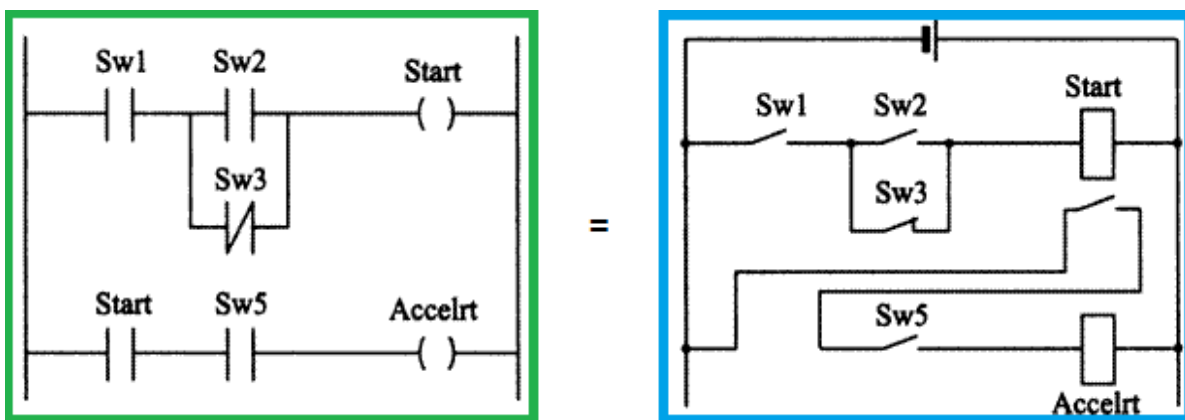 Sw1 Sw2 Start
Sw3
Start Sw5 Accelrt
=
Sw1 Sw2 Start
Sw3
Sw5
Accelrt